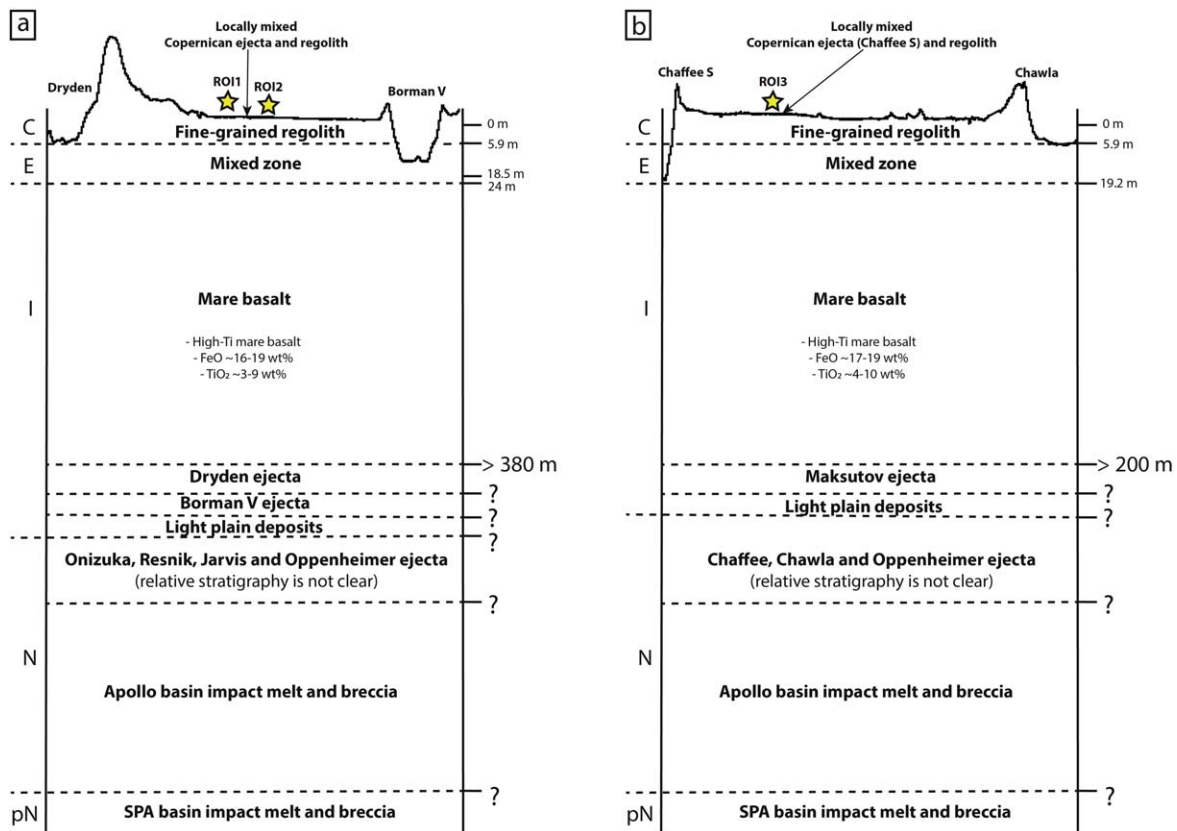 a
Locally mixed
Copernican ejecta and regolith
Dryden
ROI1
ROI2
Borman V
C
Fine-grained regolith
0 m
5.9 m
E
Mixed zone
18.5 m
24 m
I
Mare basalt
- High-Ti mare basalt
- FeO ~16-19 wt%
- TiO₂ ~3-9 wt%
> 380 m
Dryden ejecta
?
Borman V ejecta
?
Light plain deposits
?
Onizuka, Resnik, Jarvis and Oppenheimer ejecta
(relative stratigraphy is not clear)
?
N
Apollo basin impact melt and breccia
?
pN
SPA basin impact melt and breccia
b
Locally mixed
Copernican ejecta (Chaffee S) and regolith
Chaffee S
ROI3
Chawla
C
Fine-grained regolith
0 m
5.9 m
E
Mixed zone
19.2 m
I
Mare basalt
- High-Ti mare basalt
- FeO ~17-19 wt%
- TiO₂ ~4-10 wt%
> 200 m
Maksutov ejecta
?
Light plain deposits
?
Chaffee, Chawla and Oppenheimer ejecta
(relative stratigraphy is not clear)
?
N
Apollo basin impact melt and breccia
?
pN
SPA basin impact melt and breccia